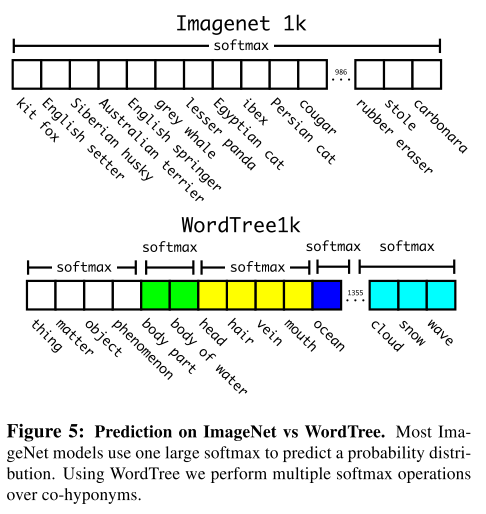 Imagenet 1k
softmax
986
kit fox
English setter
Siberian husky
Australian terrier
English springer
grey whale
lesser panda
Egyptian cat
ibex
Persian cat
cougar
rubber eraser
stole
carbonara
WordTree1k
softmax
softmax
softmax
softmax
softmax
1355
thing
matter
object
phenomenon
body part
body of water
head
hair
vein
mouth
ocean
cloud
snow
wave
Figure 5: Prediction on ImageNet vs WordTree. Most Ima-
geNet models use one large softmax to predict a probability distri-
bution. Using WordTree we perform multiple softmax operations
over co-hyponyms.